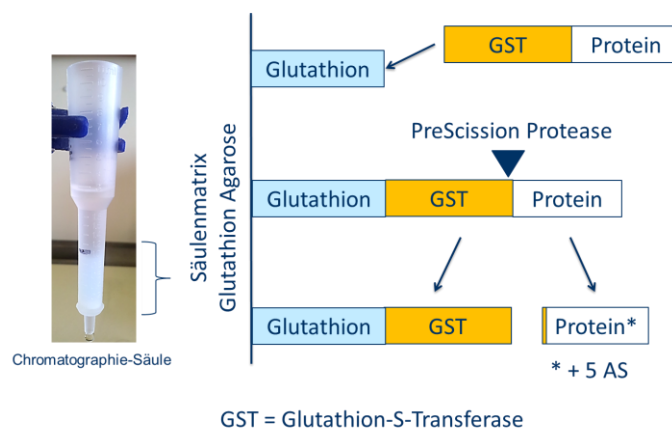 GST Protein
Glutathion
PreScission Protease
Säulenmatrix
Glutathion Agarose
Glutathion GST Protein
Glutathion GST Protein*
* + 5 AS
Chromatographie-Säule
GST = Glutathion-S-Transferase